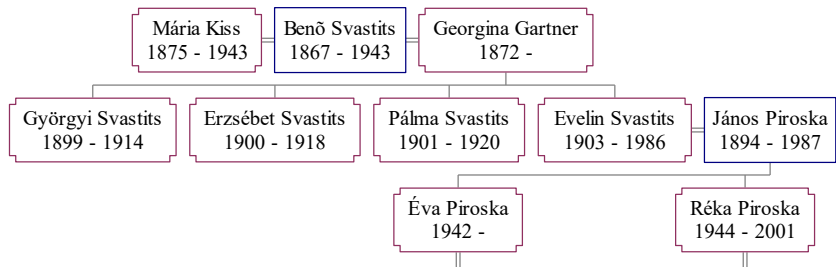 Mária Kiss
1875 - 1943
Benõ Svastits
1867 - 1943
Georgina Gartner
1872 -
Györgyi Svastits
1899 - 1914
Erzsébet Svastits
1900 - 1918
Pálma Svastits
1901 - 1920
Evelin Svastits
1903 - 1986
János Piroska
1894 - 1987
Éva Piroska
1942 -
Réka Piroska
1944 - 2001